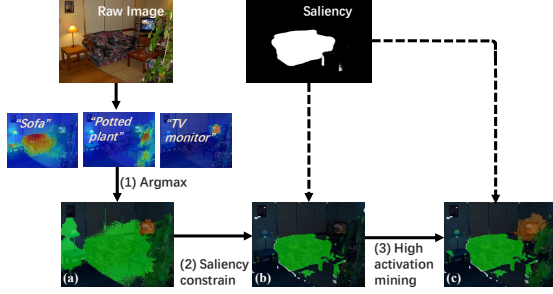 Raw Image
Saliency
"Sofa"
"Potted
plant"
"TV
monitor"
(1) Argmax
(a)
(2) Saliency
constrain
(b)
(3) High
activation
mining
(c)